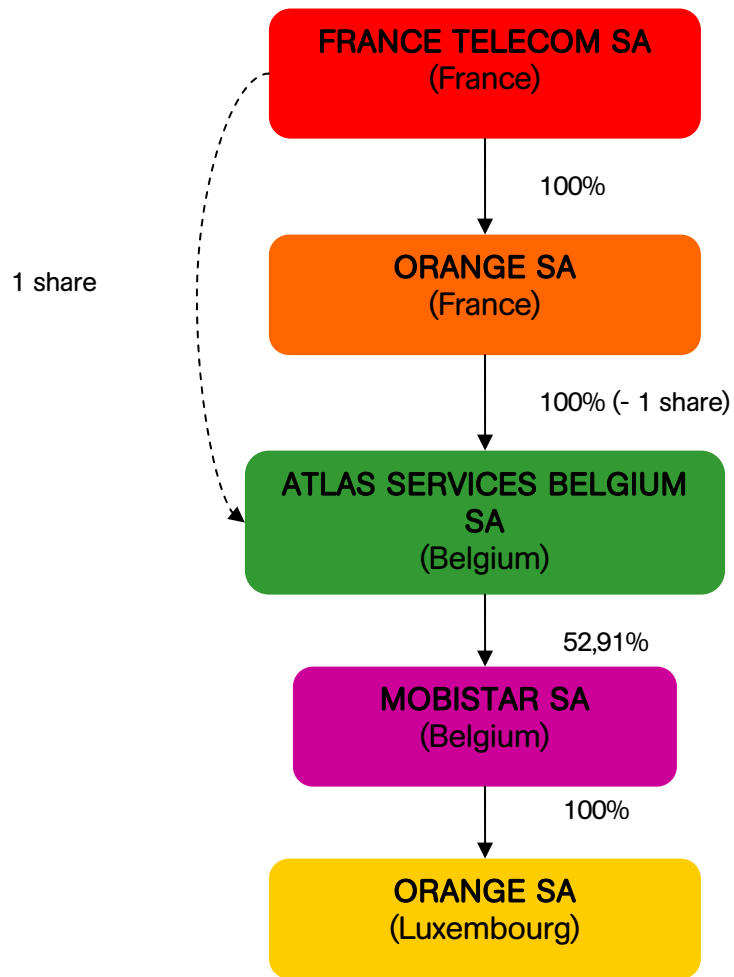 FRANCE TELECOM SA
(France)
100%
1 share
ORANGE SA
(France)
100% (- 1 share)
ATLAS SERVICES BELGIUM
SA
(Belgium)
52,91%
MOBISTAR SA
(Belgium)
100%
ORANGE SA
(Luxembourg)